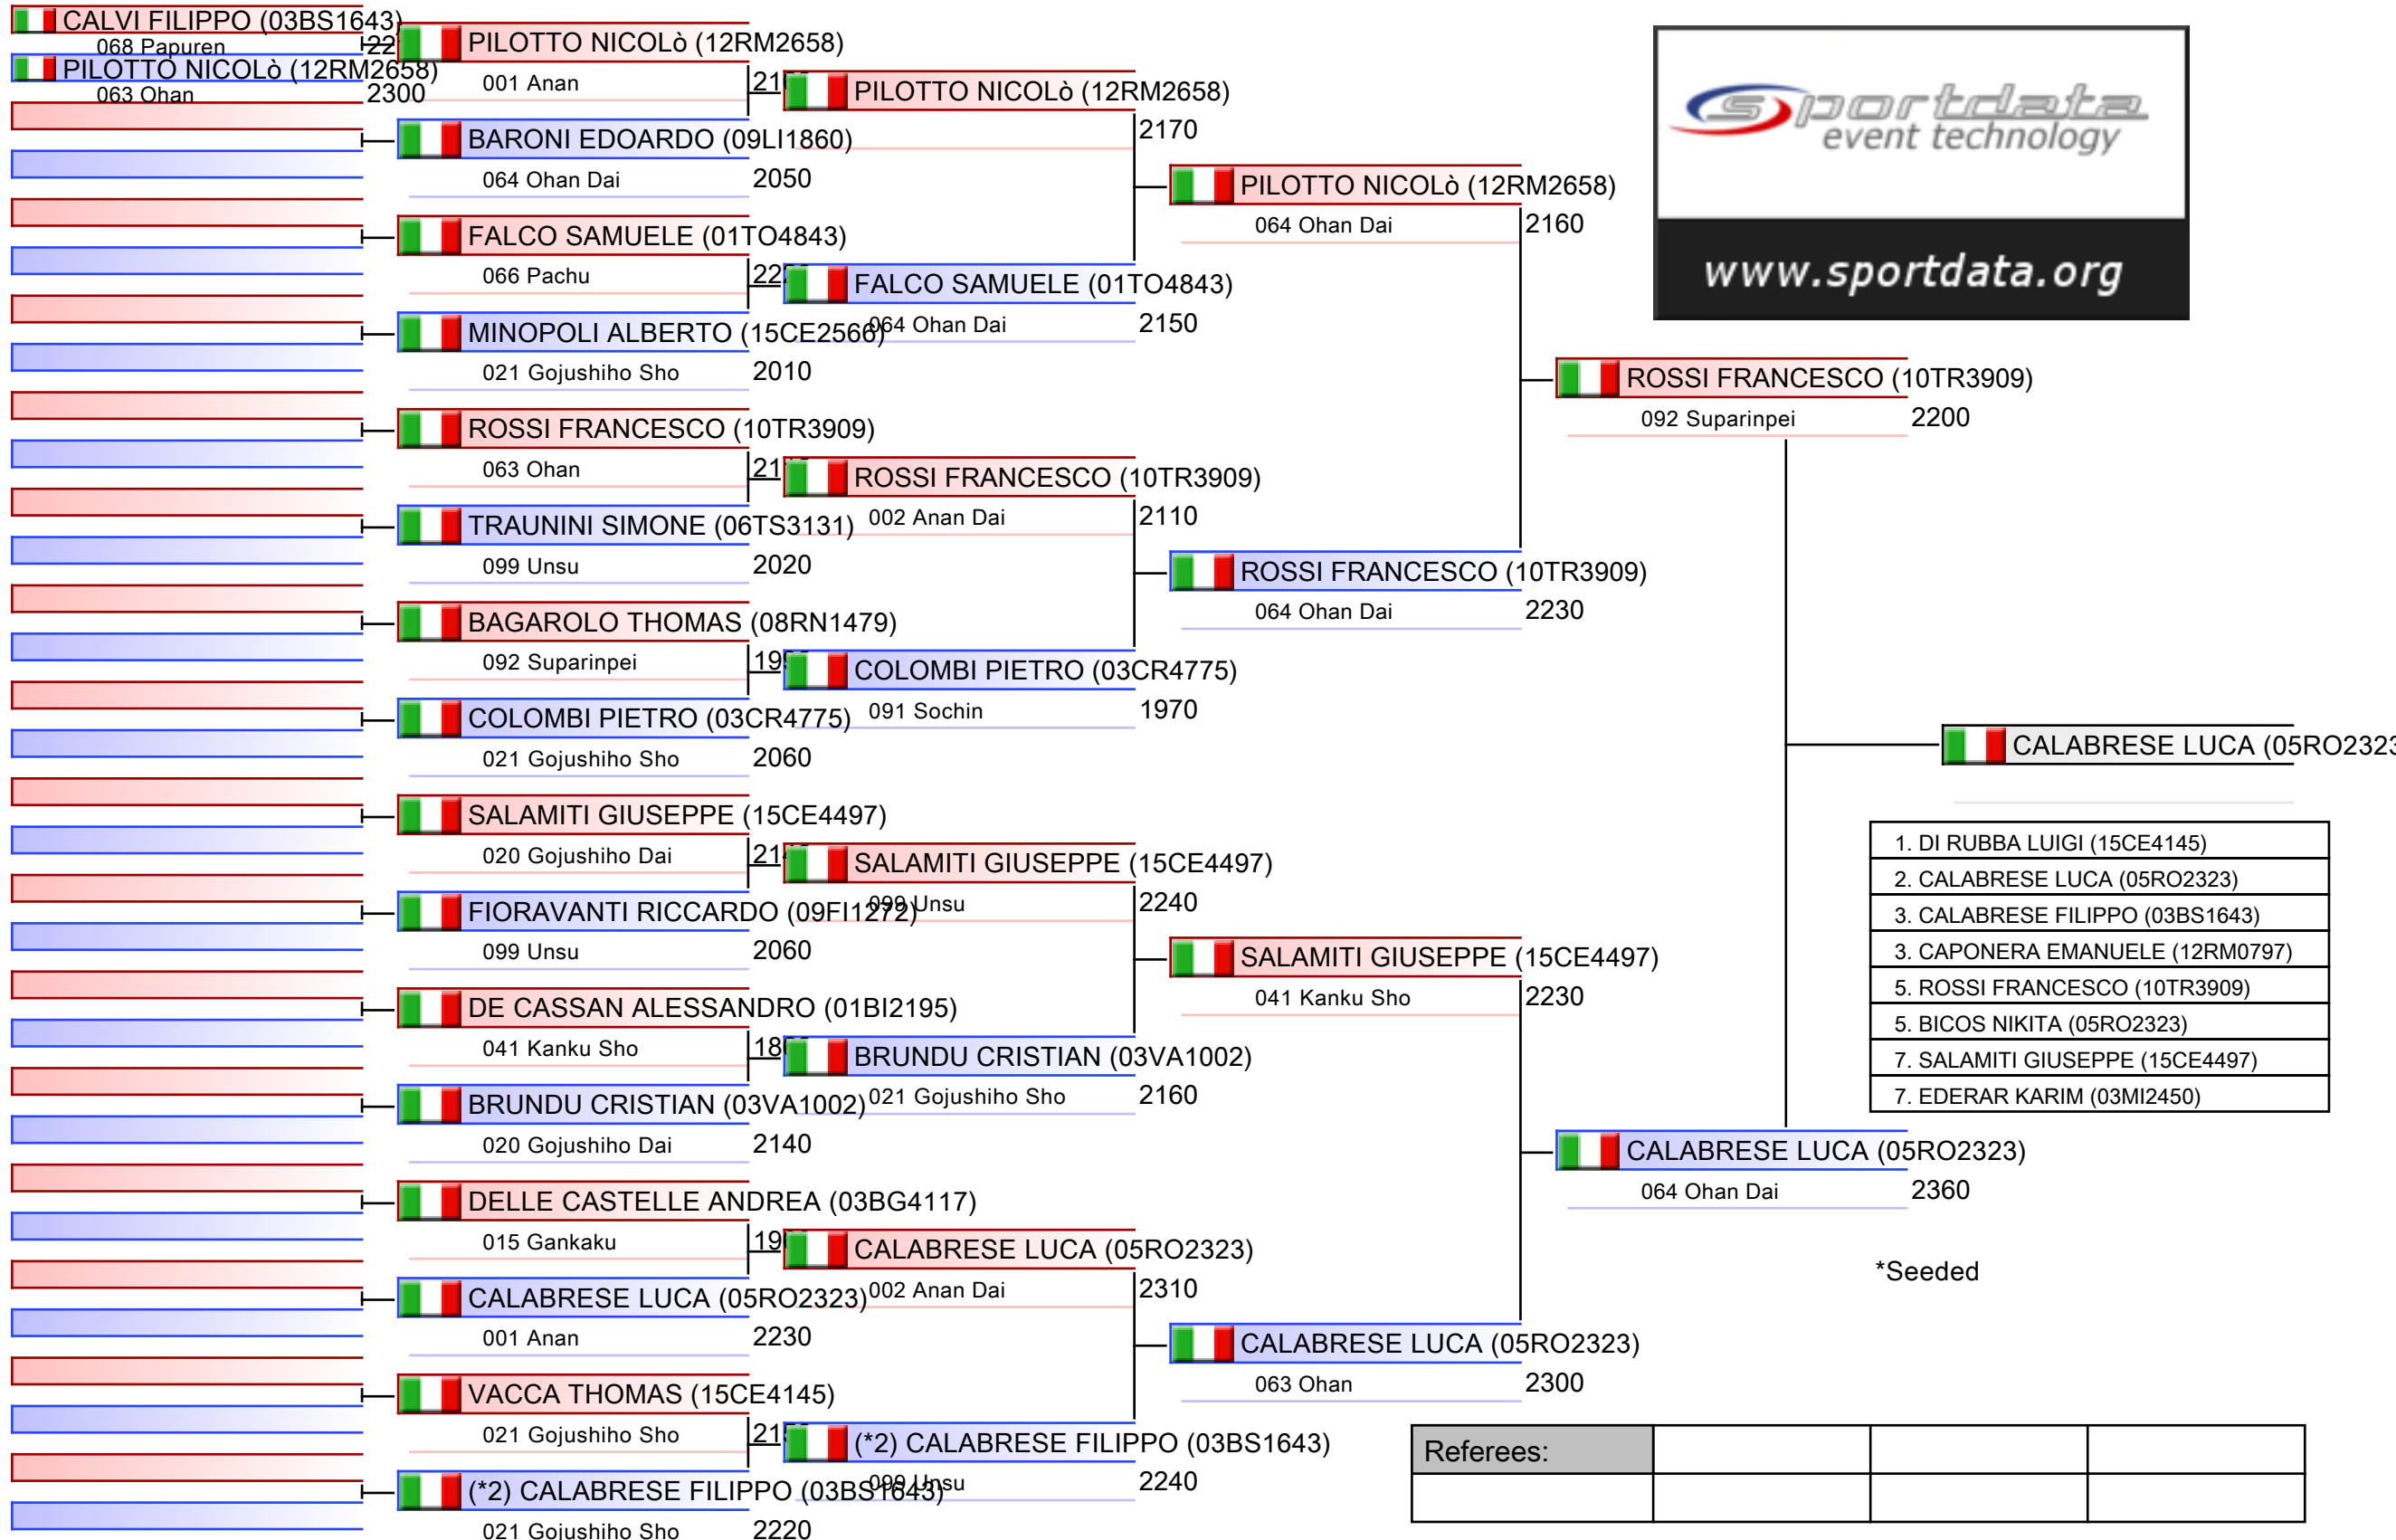 CALVI FILIPPO (03BS1643)
068 Papuren
PILOTTO NICOLò (12RM2658)
063 Ohan
2300
PILOTTO NICOLò (12RM2658)
001 Anan
BARONI EDOARDO (09LI1860)
064 Ohan Dai
2050
FALCO SAMUELE (01TO4843)
066 Pachu
MINOPOLI ALBERTO (15CE2566)
021 Gojushiho Sho
2010
ROSSI FRANCESCO (10TR3909)
063 Ohan
TRAUNINI SIMONE (06TS3131)
099 Unsu
2020
BAGAROLO THOMAS (08RN1479)
092 Suparinpei
COLOMBI PIETRO (03CR4775)
021 Gojushiho Sho
2060
SALAMITI GIUSEPPE (15CE4497)
020 Gojushiho Dai
FIORAVANTI RICCARDO (09FI1272)
099 Unsu
2060
DE CASSAN ALESSANDRO (01BI2195)
041 Kanku Sho
BRUNDU CRISTIAN (03VA1002)
020 Gojushiho Dai
2140
DELLE CASTELLE ANDREA (03BG4117)
015 Gankaku
CALABRESE LUCA (05RO2323)
001 Anan
2230
VACCA THOMAS (15CE4145)
021 Gojushiho Sho
(*2) CALABRESE FILIPPO (03BS1643)
021 Gojushiho Sho
2220
PILOTTO NICOLò (12RM2658)
2170
FALCO SAMUELE (01TO4843)
064 Ohan Dai
2150
ROSSI FRANCESCO (10TR3909)
002 Anan Dai
2110
COLOMBI PIETRO (03CR4775)
091 Sochin
1970
SALAMITI GIUSEPPE (15CE4497)
099 Unsu
2240
BRUNDU CRISTIAN (03VA1002)
021 Gojushiho Sho
2160
CALABRESE LUCA (05RO2323)
002 Anan Dai
2310
(*2) CALABRESE FILIPPO (03BS1643)
099 Unsu
2240
PILOTTO NICOLò (12RM2658)
064 Ohan Dai
2160
ROSSI FRANCESCO (10TR3909)
064 Ohan Dai
2230
SALAMITI GIUSEPPE (15CE4497)
041 Kanku Sho
2230
CALABRESE LUCA (05RO2323)
063 Ohan
2300
ROSSI FRANCESCO (10TR3909)
092 Suparinpei
2200
CALABRESE LUCA (05RO2323)
064 Ohan Dai
2360
sportdata
event technology
www.sportdata.org
CALABRESE LUCA (05RO2323
1. DI RUBBA LUIGI (15CE4145)
2. CALABRESE LUCA (05RO2323)
3. CALABRESE FILIPPO (03BS1643)
3. CAPONERA EMANUELE (12RM0797)
5. ROSSI FRANCESCO (10TR3909)
5. BICOS NIKITA (05RO2323)
7. SALAMITI GIUSEPPE (15CE4497)
7. EDERAR KARIM (03MI2450)
*Seeded
Referees: